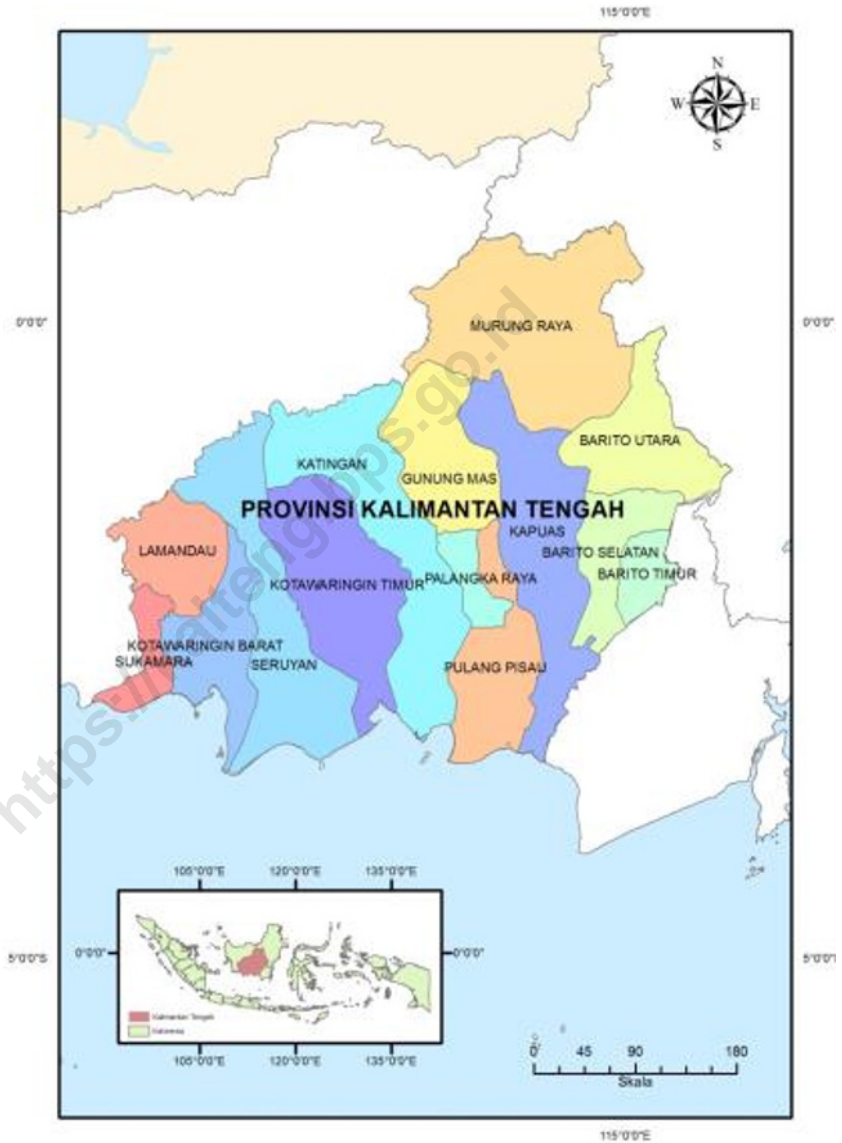 115°0'0"E
N
W E
S
0°0'0"
0°0'0"
MURUNG RAYA
BARITO UTARA
KATINGAN
GUNUNG MAS
PROVINSI KALIMANTAN TENGAH
KAPUAS
LAMANDAU
BARITO SELATAN
BARITO TIMUR
KOTAWARINGIN TIMUR
PALANGKA RAYA
KOTAWARINGIN BARAT
SUKAMARA
SERUYAN
PULANG PISAU
https://kalteng.bps.go.id
105°0'0"E 120°0'0"E 135°0'0"E
5°0'0"S
0°0'0"
0°0'0"
Kalimantan Tengah
Indonesia
105°0'0"E 120°0'0"E 135°0'0"E
0 45 90 180
Skala
115°0'0"E